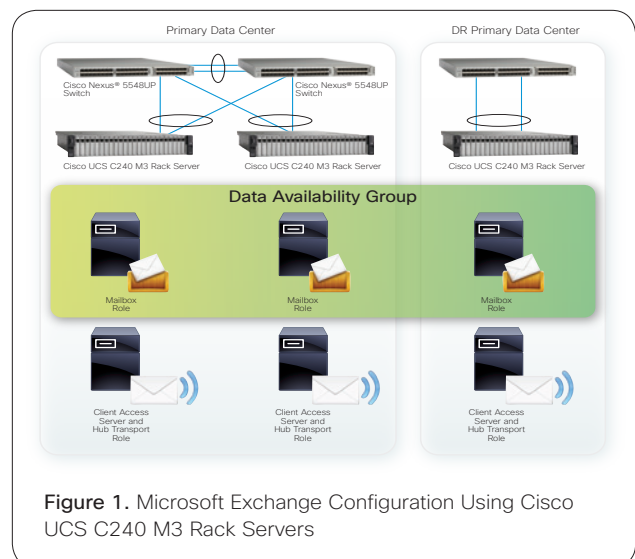 Primary Data Center
DR Primary Data Center
Cisco Nexus® 5548UP
Switch
Cisco Nexus® 5548UP
Switch
Cisco UCS C240 M3 Rack Server
Cisco UCS C240 M3 Rack Server
Cisco UCS C240 M3 Rack Server
Data Availability Group
Mailbox
Role
Mailbox
Role
Mailbox
Role
Client Access
Server and
Hub Transport
Role
Client Access
Server and
Hub Transport
Role
Client Access
Server and
Hub Transport
Role
Figure 1. Microsoft Exchange Configuration Using Cisco
UCS C240 M3 Rack Servers